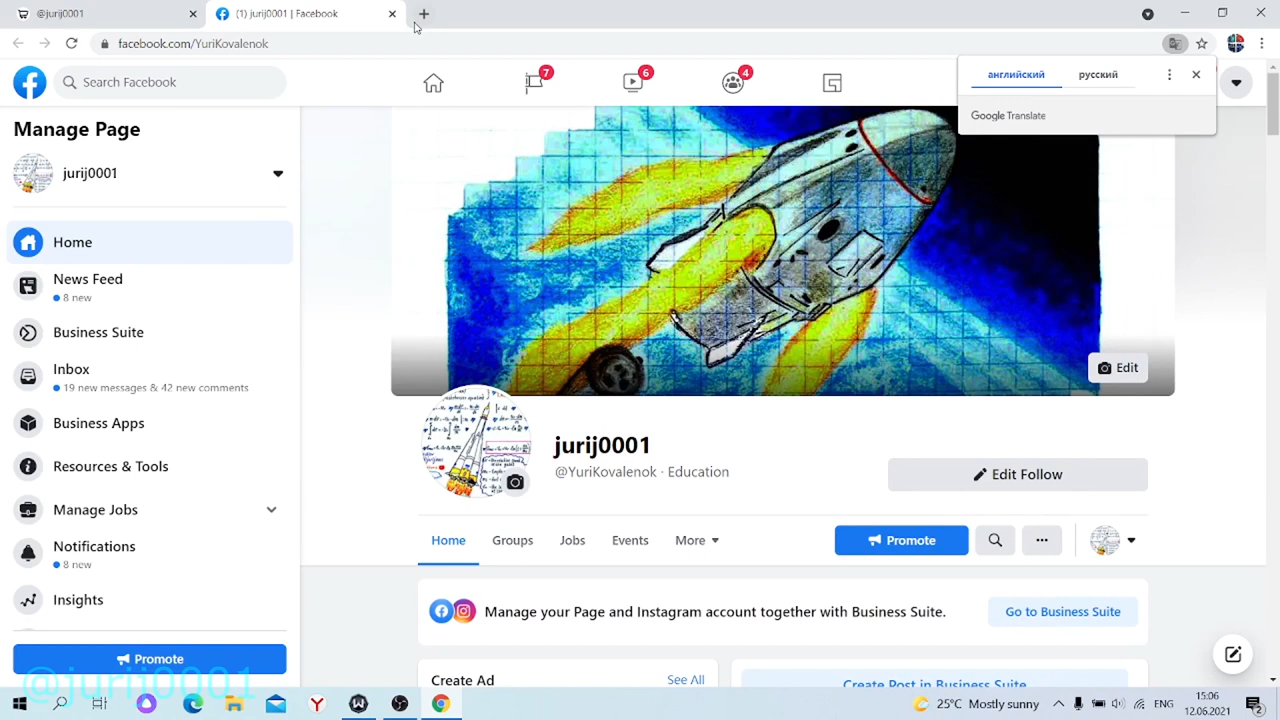 @jurij0001
(1) jurij0001 | Facebook
facebook.com/YuriKovalenok
английский
русский
Google Translate
Search Facebook
7
6
4
Manage Page
jurij0001
Home
News Feed
8 new
Business Suite
Inbox
19 new messages & 42 new comments
Business Apps
Resources & Tools
Manage Jobs
Notifications
8 new
Insights
Promote
@jurij0001
Edit
jurij0001
@YuriKovalenok · Education
Edit Follow
Home
Groups
Jobs
Events
More
Promote
Manage your Page and Instagram account together with Business Suite.
Go to Business Suite
Create Ad
See All
Create Post in Business Suite
25°C Mostly sunny
ENG
15:06
12.06.2021
2